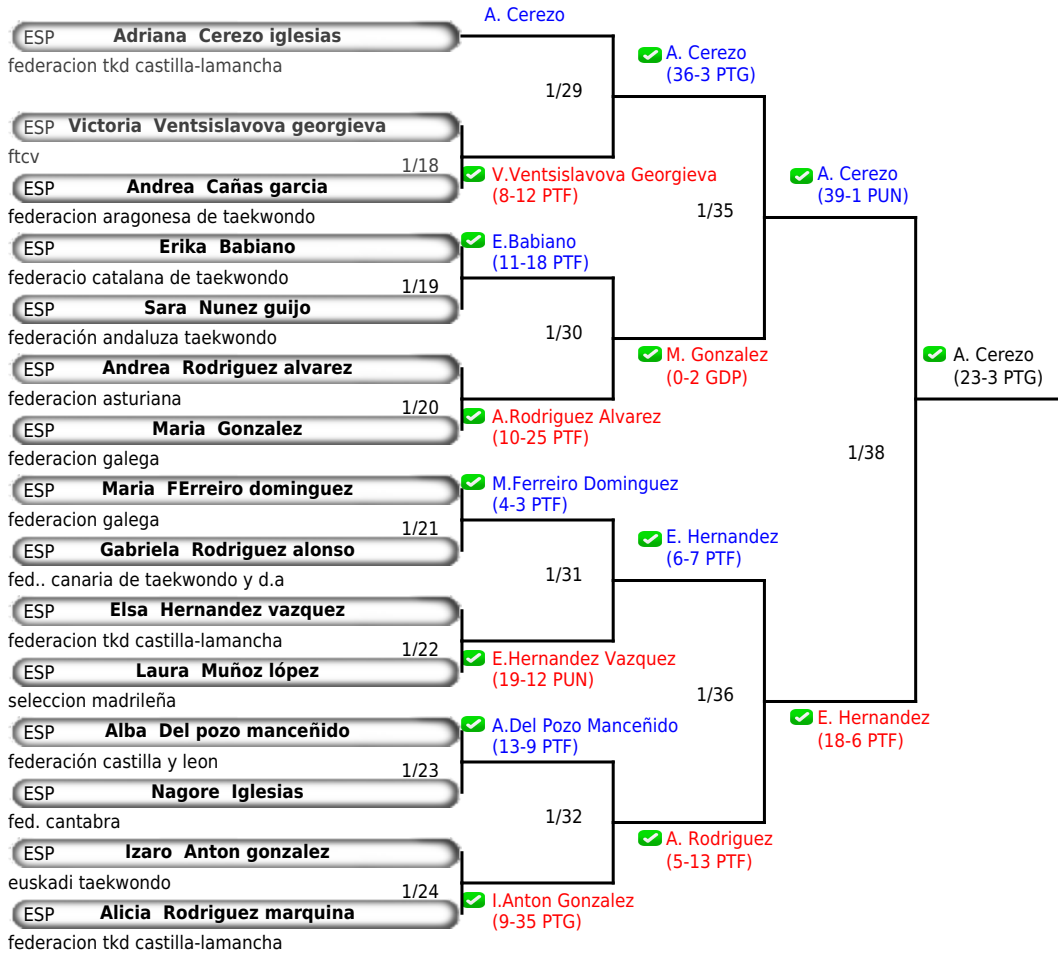 A. Cerezo
ESP Adriana Cerezo iglesias
federacion tkd castilla-lamancha
A. Cerezo
(36-3 PTG)
1/29
ESP Victoria Ventsislavova georgieva
ftcv
1/18
V.Ventsislavova Georgieva
(8-12 PTF)
ESP Andrea Cañas garcia
federacion aragonesa de taekwondo
A. Cerezo
(39-1 PUN)
1/35
ESP Erika Babiano
federacio catalana de taekwondo
E.Babiano
(11-18 PTF)
1/19
ESP Sara Nunez guijo
federación andaluza taekwondo
1/30
ESP Andrea Rodriguez alvarez
federacion asturiana
M. Gonzalez
(0-2 GDP)
A. Cerezo
(23-3 PTG)
1/20
A.Rodriguez Alvarez
(10-25 PTF)
ESP Maria Gonzalez
federacion galega
1/38
ESP Maria FErreiro dominguez
federacion galega
M.Ferreiro Dominguez
(4-3 PTF)
1/21
ESP Gabriela Rodriguez alonso
fed.. canaria de taekwondo y d.a
E. Hernandez
(6-7 PTF)
1/31
ESP Elsa Hernandez vazquez
federacion tkd castilla-lamancha
1/22
E.Hernandez Vazquez
(19-12 PUN)
ESP Laura Muñoz lópez
seleccion madrileña
1/36
E. Hernandez
(18-6 PTF)
ESP Alba Del pozo manceñido
federación castilla y leon
A.Del Pozo Manceñido
(13-9 PTF)
1/23
ESP Nagore Iglesias
fed. cantabra
1/32
ESP Izaro Anton gonzalez
euskadi taekwondo
A. Rodriguez
(5-13 PTF)
1/24
I.Anton Gonzalez
(9-35 PTG)
ESP Alicia Rodriguez marquina
federacion tkd castilla-lamancha